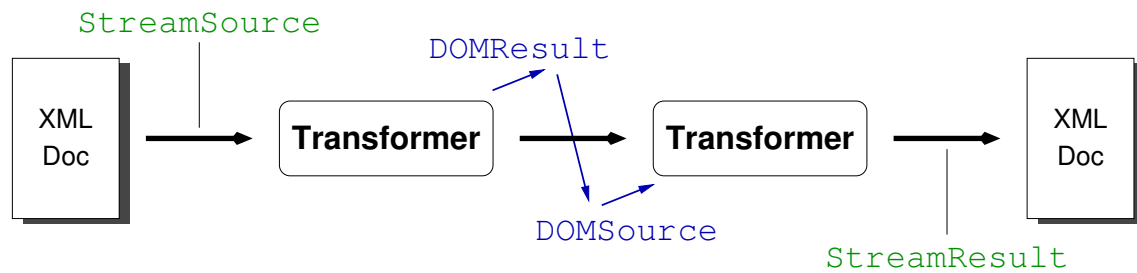 StreamSource
DOMResult
XML
Doc
Transformer
Transformer
XML
Doc
DOMSource
StreamResult